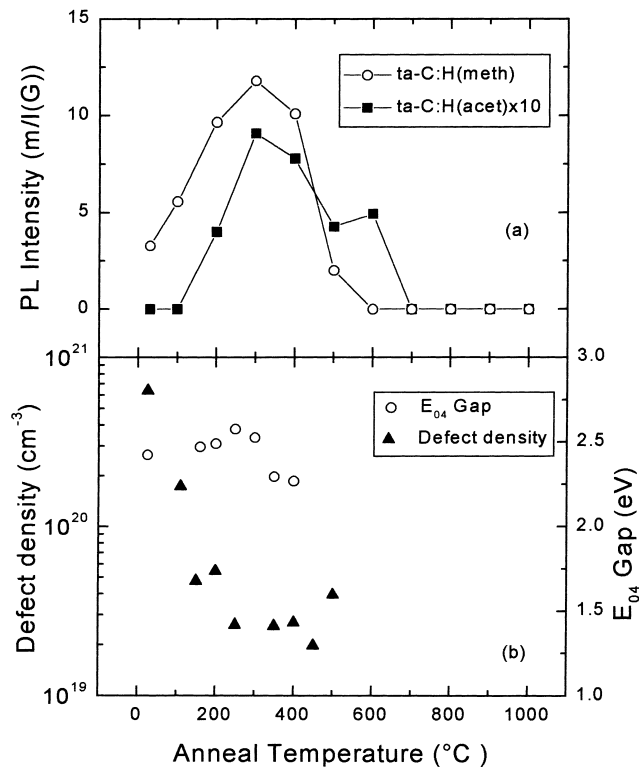 15
10
5
0
PL Intensity (m/I(G))
ta-C:H(meth)
ta-C:H(acet)x10
(a)
10²¹
10²⁰
10¹⁹
Defect density (cm⁻³)
E₀₄ Gap
Defect density
(b)
3.0
2.5
2.0
1.5
1.0
E₀₄ Gap (eV)
0 200 400 600 800 1000
Anneal Temperature (°C )